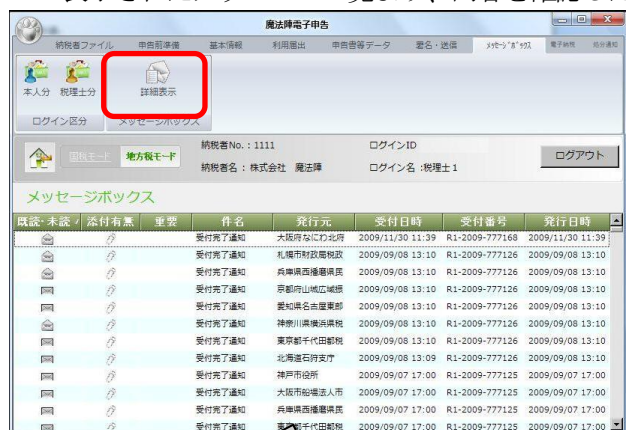 魔法陣電子申告
納税者ファイル 申告前準備 基本情報 利用届出 申告書等データ 署名・送信 ﾒｯｾｰｼﾞﾎﾞｯｸｽ 電子納税 処分通知
本人分 税理士分 詳細表示
ログイン区分 メッセージボックス
国税モード 地方税モード 納税者No.：1111 ログインID ログアウト
納税者名：株式会社 魔法陣 ログイン名：税理士1
メッセージボックス
既読・未読 添付有無 重要 件名 発行元 受付日時 受付番号 発行日時
受付完了通知 大阪府なにわ北府 2009/11/30 11:39 R1-2009-777168 2009/11/30 11:39
受付完了通知 札幌市財政局税政 2009/09/08 13:10 R1-2009-777126 2009/09/08 13:10
受付完了通知 兵庫県西播磨県民 2009/09/08 13:10 R1-2009-777126 2009/09/08 13:10
受付完了通知 京都府山城広域振 2009/09/08 13:10 R1-2009-777126 2009/09/08 13:10
受付完了通知 愛知県名古屋東部 2009/09/08 13:10 R1-2009-777126 2009/09/08 13:10
受付完了通知 神奈川県横浜県税 2009/09/08 13:10 R1-2009-777126 2009/09/08 13:10
受付完了通知 東京都千代田都税 2009/09/08 13:10 R1-2009-777126 2009/09/08 13:10
受付完了通知 北海道石狩支庁 2009/09/08 13:09 R1-2009-777126 2009/09/08 13:10
受付完了通知 神戸市役所 2009/09/07 17:00 R1-2009-777125 2009/09/07 17:00
受付完了通知 大阪市船場法人市 2009/09/07 17:00 R1-2009-777125 2009/09/07 17:00
受付完了通知 兵庫県西播磨県民 2009/09/07 17:00 R1-2009-777125 2009/09/07 17:00
受付完了通知 千代田都税 2009/09/07 17:00 R1-2009-777125 2009/09/07 17:00